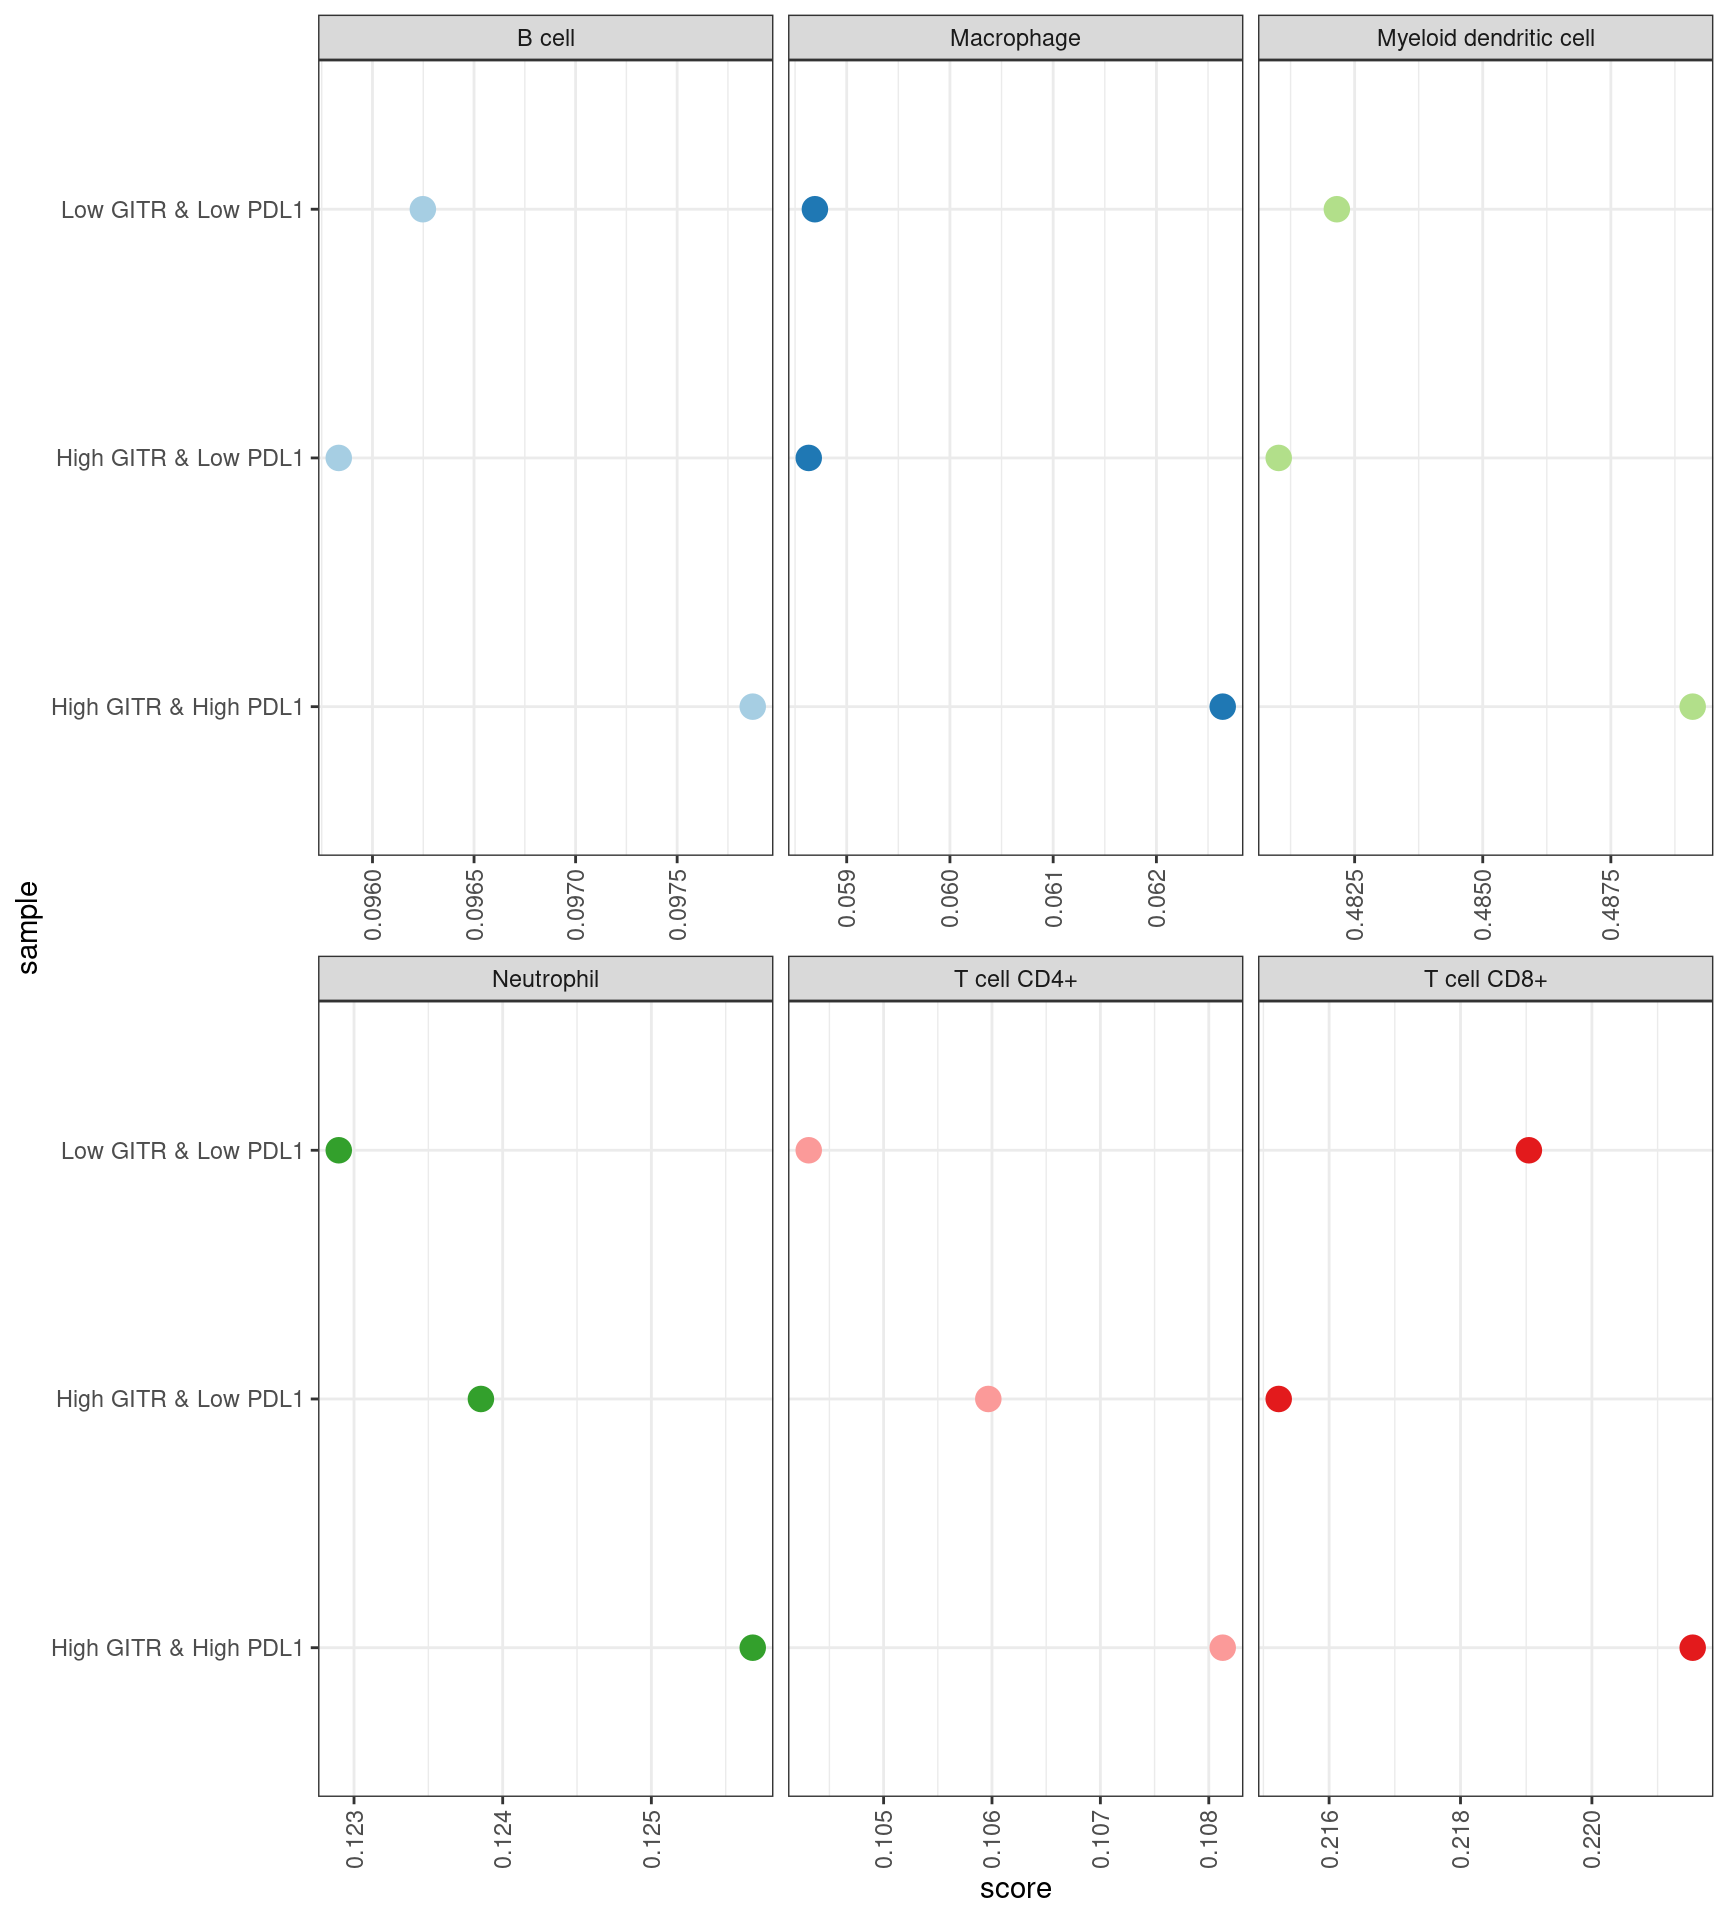 B cell
Macrophage
Myeloid dendritic cell
Low GITR & Low PDL1
High GITR & Low PDL1
High GITR & High PDL1
0.0960
0.0965
0.0970
0.0975
0.059
0.060
0.061
0.062
0.4825
0.4850
0.4875
sample
Neutrophil
T cell CD4+
T cell CD8+
Low GITR & Low PDL1
High GITR & Low PDL1
High GITR & High PDL1
0.123
0.124
0.125
0.105
0.106
0.107
0.108
0.216
0.218
0.220
score